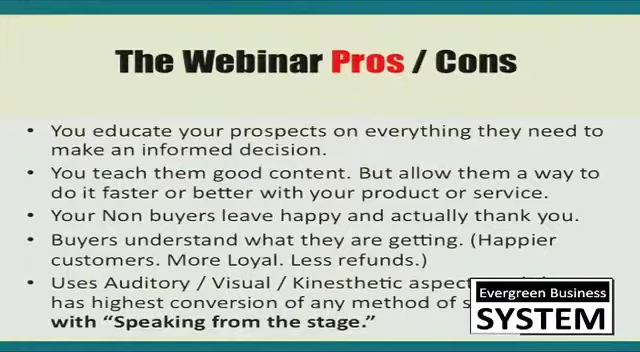 The Webinar Pros / Cons
• You educate your prospects on everything they need to
make an informed decision.
• You teach them good content. But allow them a way to
do it faster or better with your product or service.
• Your Non buyers leave happy and actually thank you.
• Buyers understand what they are getting. (Happier
customers. More Loyal. Less refunds.)
• Uses Auditory / Visual / Kinesthetic
has highest conversion of any method of
with “Speaking from the stage.”
Evergreen Business
SYSTEM